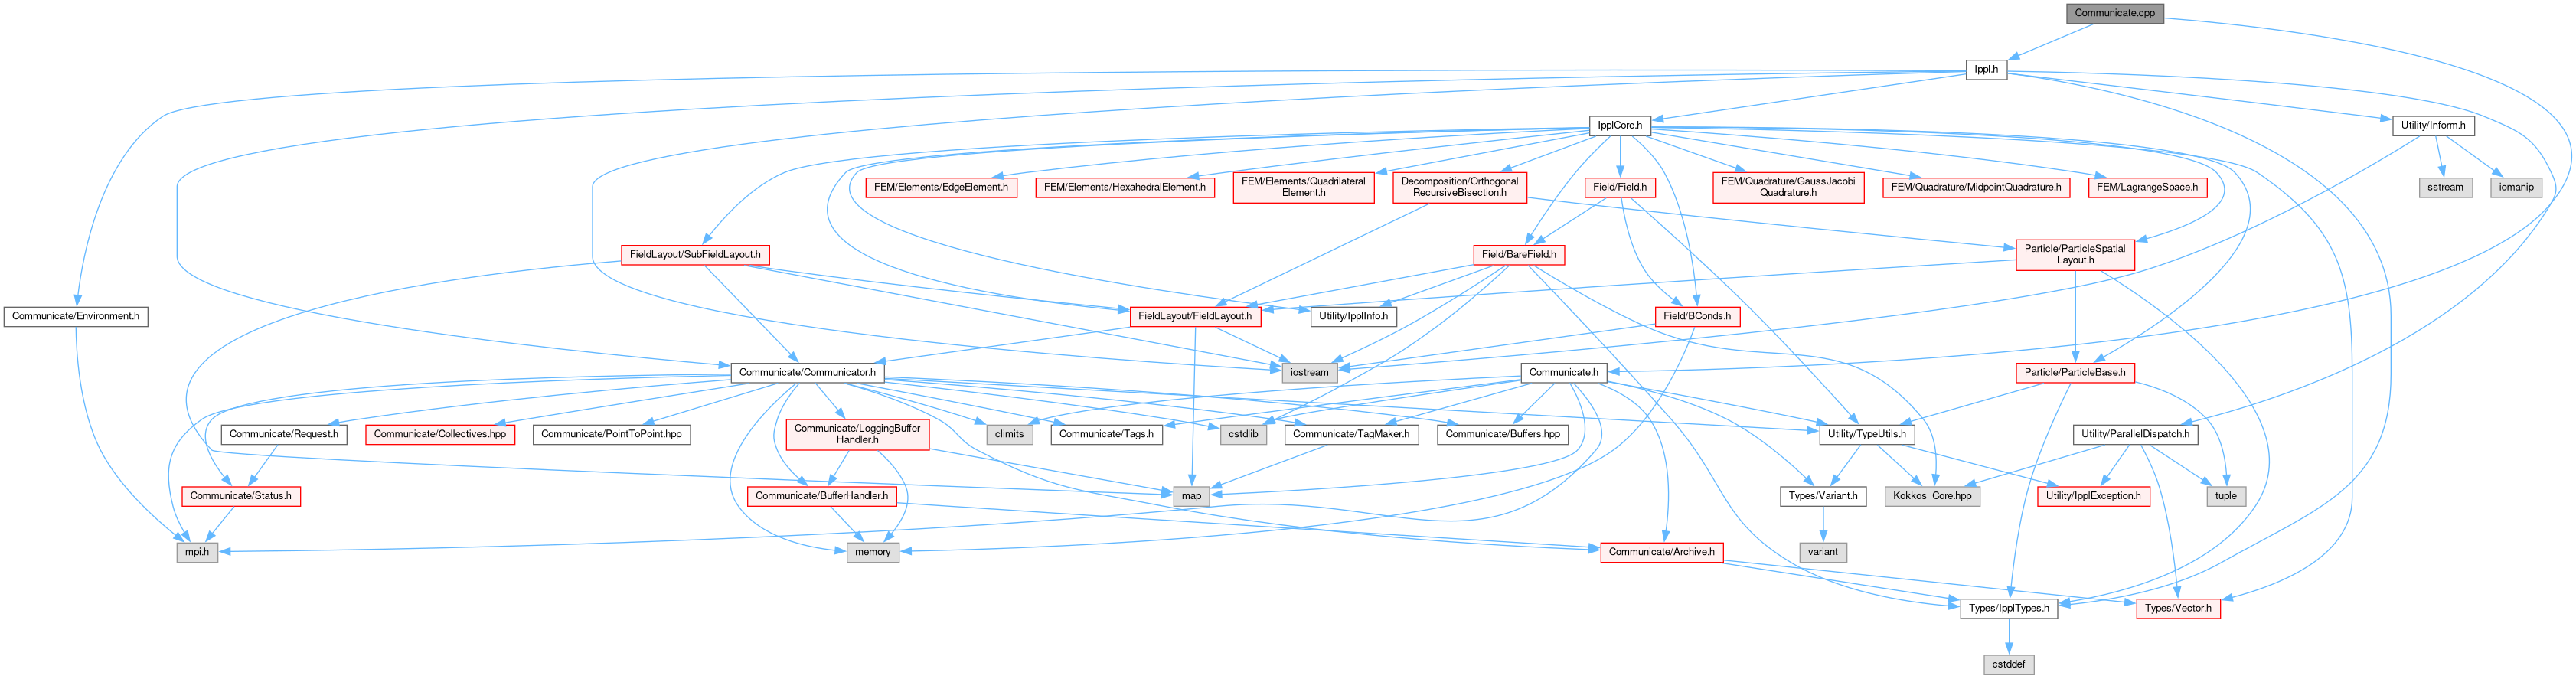 Communicate.cpp
Ippl.h
IpplCore.h
Utility/Inform.h
FEM/Elements/EdgeElement.h
FEM/Elements/HexahedralElement.h
FEM/Elements/Quadrilateral
Element.h
Decomposition/Orthogonal
RecursiveBisection.h
Field/Field.h
FEM/Quadrature/GaussJacobi
Quadrature.h
FEM/Quadrature/MidpointQuadrature.h
FEM/LagrangeSpace.h
sstream
iomanip
FieldLayout/SubFieldLayout.h
Field/BareField.h
Particle/ParticleSpatial
Layout.h
Communicate/Environment.h
FieldLayout/FieldLayout.h
Utility/IpplInfo.h
Field/BConds.h
Communicate/Communicator.h
iostream
Communicate.h
Particle/ParticleBase.h
Communicate/Request.h
Communicate/Collectives.hpp
Communicate/PointToPoint.hpp
Communicate/LoggingBuffer
Handler.h
climits
Communicate/Tags.h
cstdlib
Communicate/TagMaker.h
Communicate/Buffers.hpp
Utility/TypeUtils.h
Utility/ParallelDispatch.h
Communicate/Status.h
Communicate/BufferHandler.h
map
Types/Variant.h
Kokkos_Core.hpp
Utility/IpplException.h
tuple
mpi.h
memory
Communicate/Archive.h
variant
Types/IpplTypes.h
Types/Vector.h
cstddef